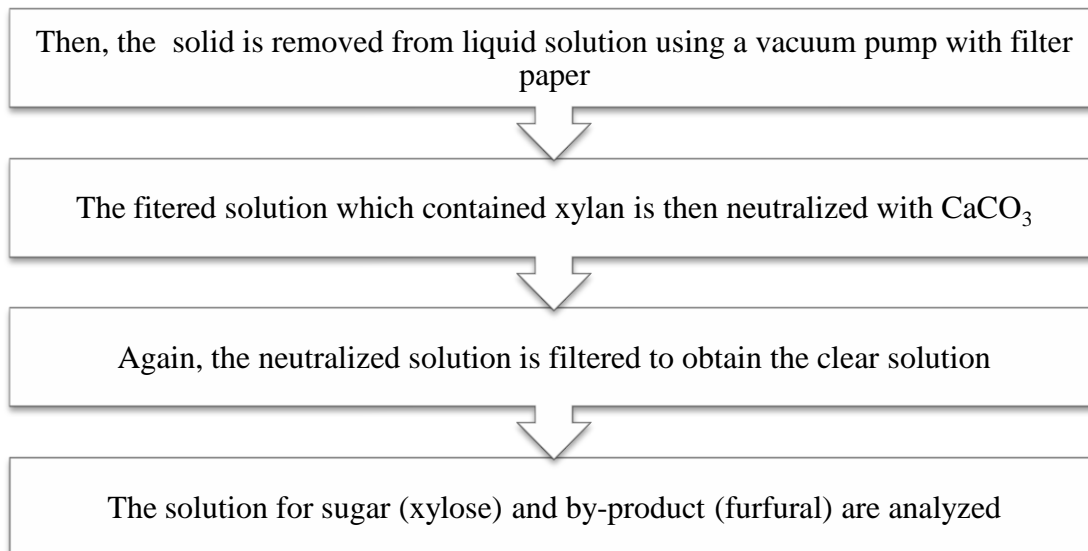 Then, the solid is removed from liquid solution using a vacuum pump with filter
paper
The fitered solution which contained xylan is then neutralized with CaCO₃
Again, the neutralized solution is filtered to obtain the clear solution
The solution for sugar (xylose) and by-product (furfural) are analyzed